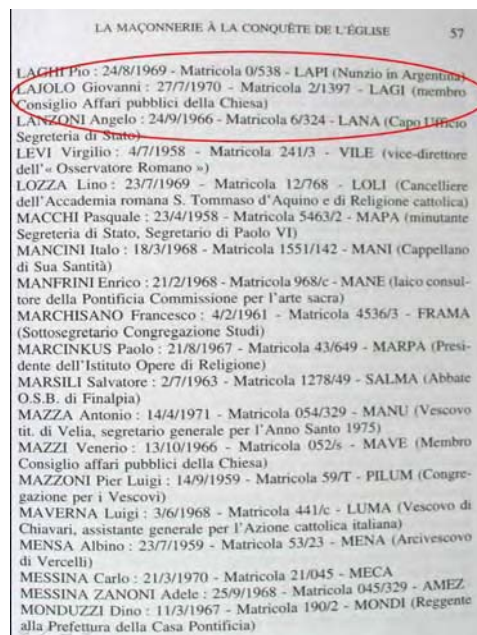 LA MAÇONNERIE À LA CONQUÊTE DE L'ÉGLISE 57
LAGHI Pio : 24/8/1969 - Matricola 0/538 - LAPI (Nunzio in Argentina)
LAJOLO Giovanni : 27/7/1970 - Matricola 2/1397 - LAGI (membro
Consiglio Affari pubblici della Chiesa)
LANZONI Angelo : 24/9/1966 - Matricola 6/324 - LANA (Capo Ufficio
Segreteria di Stato)
LEVI Virgilio : 4/7/1958 - Matricola 241/3 - VILE (vice-direttore
dell'« Osservatore Romano »)
LOZZA Lino : 23/7/1969 - Matricola 12/768 - LOLI (Cancelliere
dell'Accademia romana S. Tommaso d'Aquino e di Religione cattolica)
MACCHI Pasquale : 23/4/1958 - Matricola 5463/2 - MAPA (minutante
Segreteria di Stato, Segretario di Paolo VI)
MANCINI Italo : 18/3/1968 - Matricola 1551/142 - MANI (Cappellano
di Sua Santità)
MANFRINI Enrico : 21/2/1968 - Matricola 968/c - MANE (laico consul-
tore della Pontificia Commissione per l'arte sacra)
MARCHISANO Francesco : 4/2/1961 - Matricola 4536/3 - FRAMA
(Sottosegretario Congregazione Studi)
MARCINKUS Paolo : 21/8/1967 - Matricola 43/649 - MARPA (Presi-
dente dell'Istituto Opere di Religione)
MARSILI Salvatore : 2/7/1963 - Matricola 1278/49 - SALMA (Abbate
O.S.B. di Finalpia)
MAZZA Antonio : 14/4/1971 - Matricola 054/329 - MANU (Vescovo
tit. di Velia, segretario generale per l'Anno Santo 1975)
MAZZI Venerio : 13/10/1966 - Matricola 052/s - MAVE (Membro
Consiglio affari pubblici della Chiesa)
MAZZONI Pier Luigi : 14/9/1959 - Matricola 59/T - PILUM (Congre-
gazione per i Vescovi)
MAVERNA Luigi : 3/6/1968 - Matricola 441/c - LUMA (Vescovo di
Chiavari, assistante generale per l'Azione cattolica italiana)
MENSA Albino : 23/7/1959 - Matricola 53/23 - MENA (Arcivescovo
di Vercelli)
MESSINA Carlo : 21/3/1970 - Matricola 21/045 - MECA
MESSINA ZANONI Adele : 25/9/1968 - Matricola 045/329 - AMEZ
MONDUZZI Dino : 11/3/1967 - Matricola 190/2 - MONDI (Reggente
alla Prefettura della Casa Pontificia)